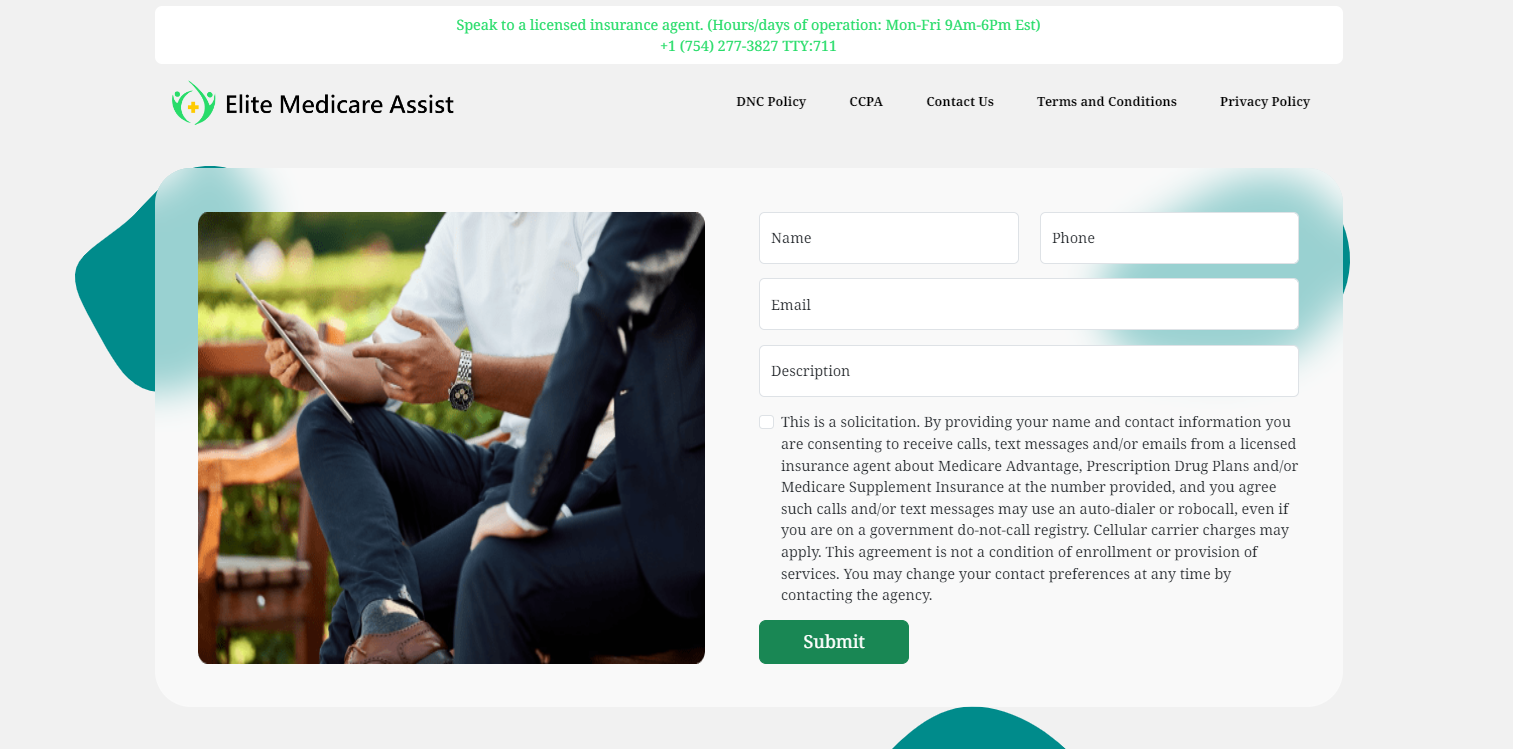 Speak to a licensed insurance agent. (Hours/days of operation: Mon-Fri 9Am-6Pm Est)
+1 (754) 277-3827 TTY:711
Elite Medicare Assist
DNC Policy
CCPA
Contact Us
Terms and Conditions
Privacy Policy
Name
Phone
Email
Description
This is a solicitation. By providing your name and contact information you
are consenting to receive calls, text messages and/or emails from a licensed
insurance agent about Medicare Advantage, Prescription Drug Plans and/or
Medicare Supplement Insurance at the number provided, and you agree
such calls and/or text messages may use an auto-dialer or robocall, even if
you are on a government do-not-call registry. Cellular carrier charges may
apply. This agreement is not a condition of enrollment or provision of
services. You may change your contact preferences at any time by
contacting the agency.
Submit